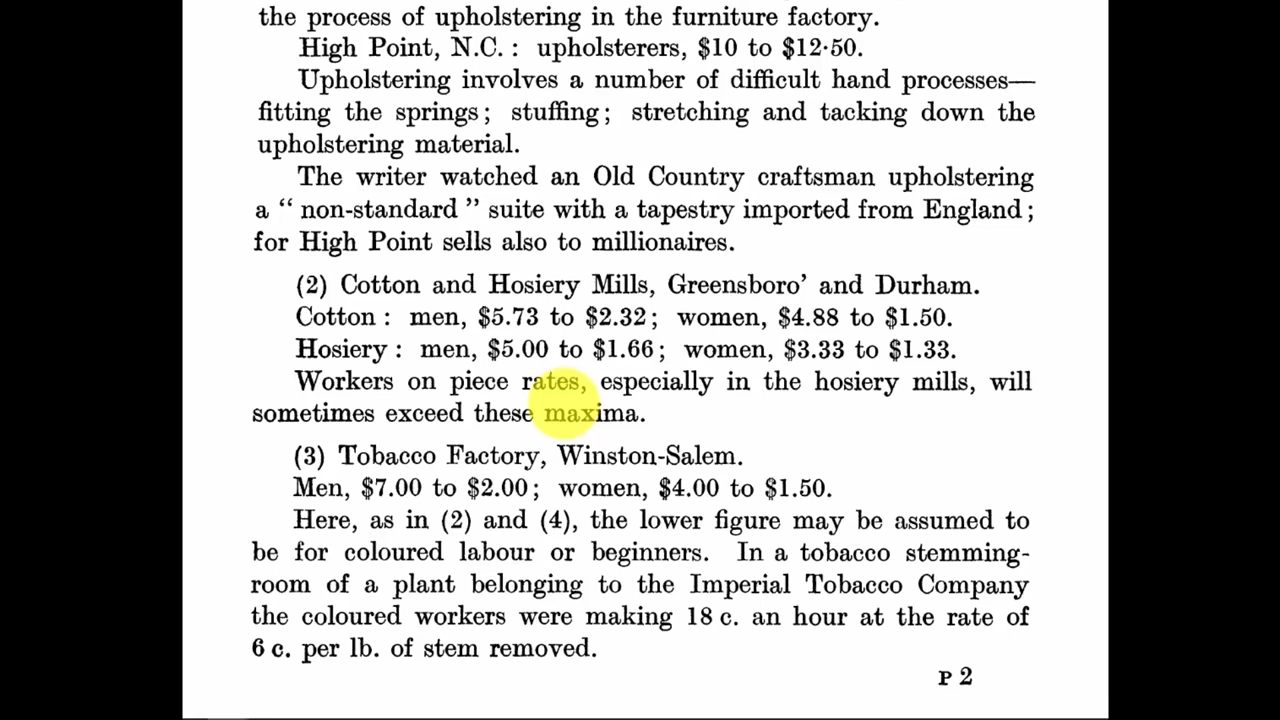 the process of upholstering in the furniture factory.
High Point, N.C. : upholsterers, $10 to $12·50.
Upholstering involves a number of difficult hand processes—
fitting the springs; stuffing; stretching and tacking down the
upholstering material.
The writer watched an Old Country craftsman upholstering
a “ non-standard ” suite with a tapestry imported from England;
for High Point sells also to millionaires.
(2) Cotton and Hosiery Mills, Greensboro’ and Durham.
Cotton : men, $5.73 to $2.32; women, $4.88 to $1.50.
Hosiery : men, $5.00 to $1.66; women, $3.33 to $1.33.
Workers on piece rates, especially in the hosiery mills, will
sometimes exceed these maxima.
(3) Tobacco Factory, Winston-Salem.
Men, $7.00 to $2.00; women, $4.00 to $1.50.
Here, as in (2) and (4), the lower figure may be assumed to
be for coloured labour or beginners. In a tobacco stemming-
room of a plant belonging to the Imperial Tobacco Company
the coloured workers were making 18 c. an hour at the rate of
6 c. per lb. of stem removed.
P 2